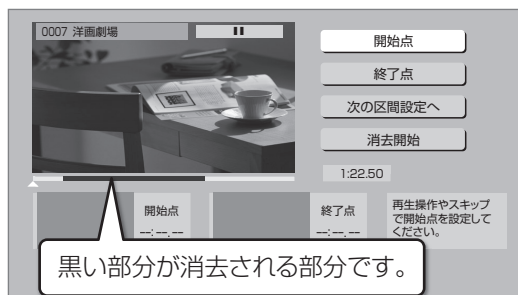 0007 洋画劇場
開始点
終了点
次の区間設定へ
消去開始
1:22.50
開始点
--:--.--
終了点
--:--.--
再生操作やスキップ
で開始点を設定して
ください。
黒い部分が消去される部分です。